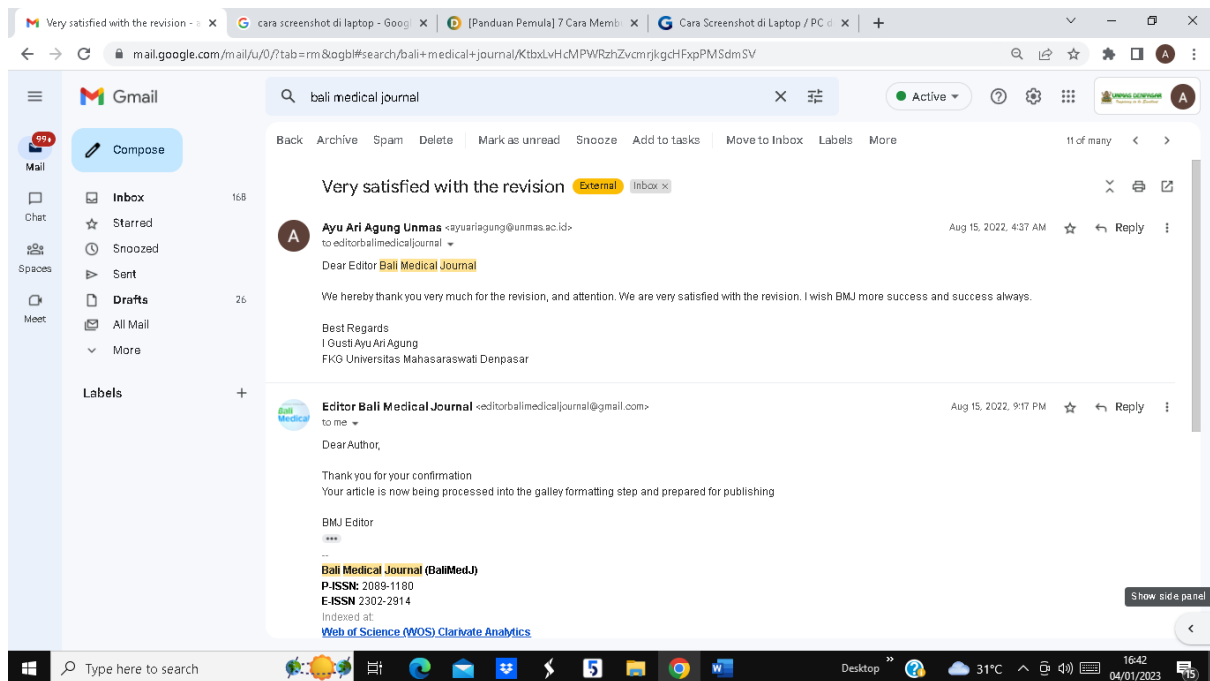 Very satisfied with the revision - a
cara screenshot di laptop - Goog
[Panduan Pemula] 7 Cara Memb
Cara Screenshot di Laptop / PC d
mail.google.com/mail/u/0/?tab=rm&ogbl#search/bali+medical+journal/KtbxLvHcMPWRzhZvcmrjkgcHFxpPMSdmSV
A
Gmail
bali medical journal
Active
UNMAS DENPASAR
A
99+
Mail
Chat
Spaces
Meet
Compose
Inbox 168
Starred
Snoozed
Sent
Drafts 26
All Mail
More
Labels
Back Archive Spam Delete Mark as unread Snooze Add to tasks Move to Inbox Labels More 11 of many
Very satisfied with the revision External Inbox ×
A
Ayu Ari Agung Unmas <ayuariagung@unmas.ac.id> Aug 15, 2022, 4:37 AM Reply
to editorbalimedicaljournal
Dear Editor Bali Medical Journal
We hereby thank you very much for the revision, and attention. We are very satisfied with the revision. I wish BMJ more success and success always.
Best Regards
I Gusti Ayu Ari Agung
FKG Universitas Mahasaraswati Denpasar
Bali Medical
Editor Bali Medical Journal <editorbalimedicaljournal@gmail.com> Aug 15, 2022, 9:17 PM Reply
to me
Dear Author,
Thank you for your confirmation
Your article is now being processed into the galley formatting step and prepared for publishing
BMJ Editor
--
Bali Medical Journal (BaliMedJ)
P-ISSN: 2089-1180
E-ISSN 2302-2914
Indexed at:
Web of Science (WOS) Clarivate Analytics
Show side panel
Type here to search
5
Desktop
31°C
16:42
04/01/2023
15